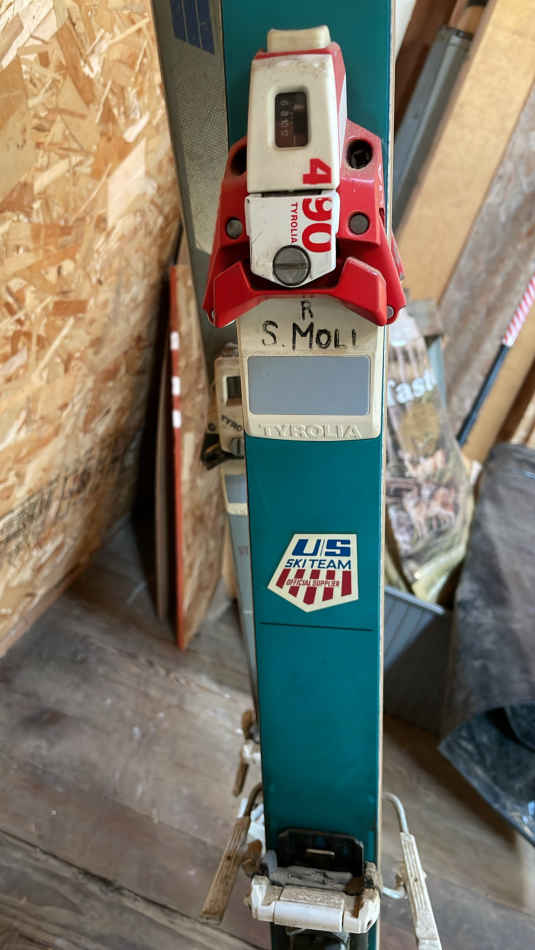 490
TYROLIA
R
S. MOLI
TYROLIA
US
SKI TEAM
OFFICIAL SUPPLIER